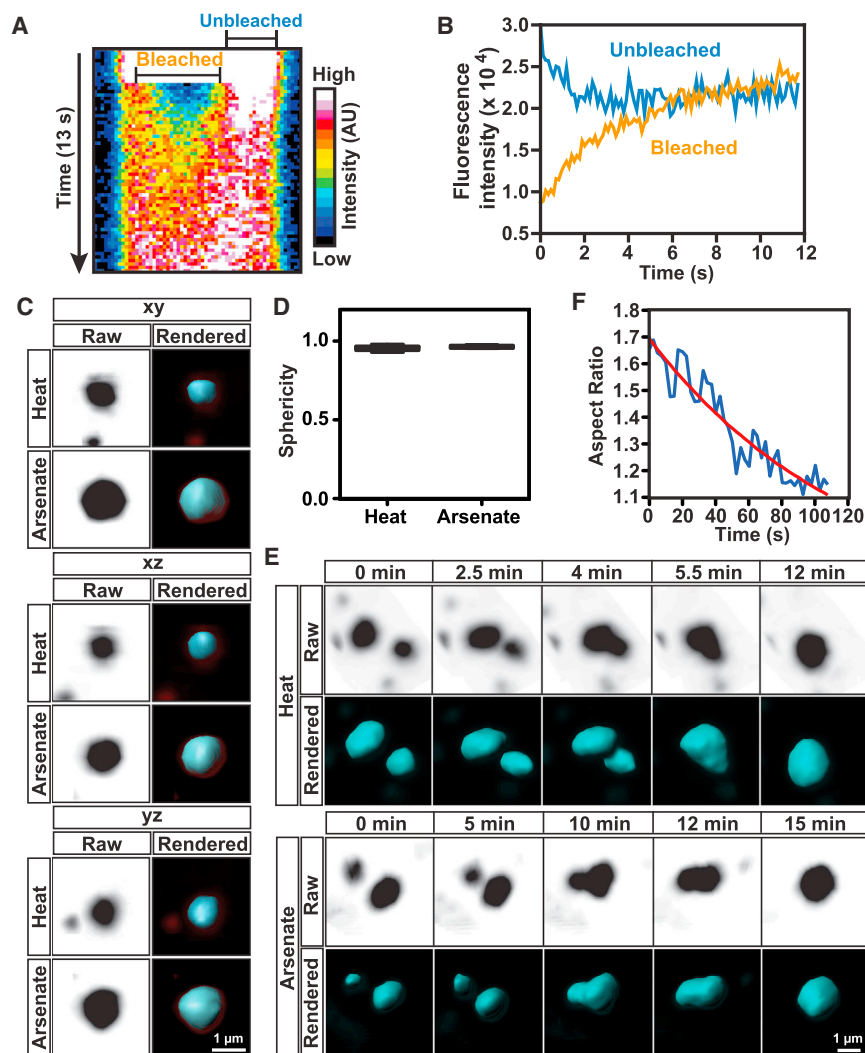 A
Unbleached
Bleached
Time (13 s)
High
Intensity (AU)
Low
B
Fluorescence
intensity (x 10⁴)
3.0
2.5
2.0
1.5
1.0
0.5
Unbleached
Bleached
0 2 4 6 8 10 12
Time (s)
C
xy
Raw Rendered
Heat
Arsenate
xz
Raw Rendered
Heat
Arsenate
yz
Raw Rendered
Heat
Arsenate
1 µm
D
Sphericity
1.0
0.5
0.0
Heat Arsenate
F
Aspect Ratio
1.8
1.7
1.6
1.5
1.4
1.3
1.2
1.1
0 20 40 60 80 100 120
Time (s)
E
0 min 2.5 min 4 min 5.5 min 12 min
Heat
Raw
Rendered
0 min 5 min 10 min 12 min 15 min
Arsenate
Raw
Rendered
1 µm